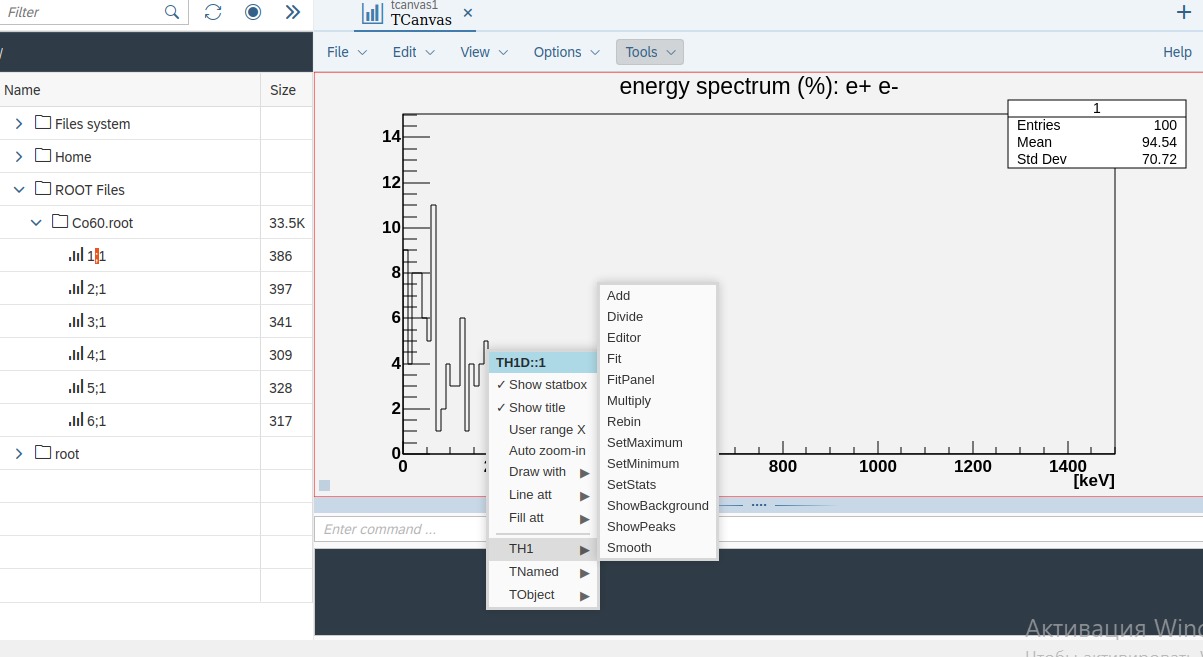 Filter
tcanvas1
TCanvas
/
File
Edit
View
Options
Tools
Help
Name
Size
Files system
Home
ROOT Files
Co60.root
33.5K
1;1
386
2;1
397
3;1
341
4;1
309
5;1
328
6;1
317
root
energy spectrum (%): e+ e-
1
Entries 100
Mean 94.54
Std Dev 70.72
14
12
10
8
6
4
2
0
0
800
1000
1200
1400
[keV]
TH1D::1
✓ Show statbox
✓ Show title
User range X
Auto zoom-in
Draw with
Line att
Fill att
TH1
TNamed
TObject
Add
Divide
Editor
Fit
FitPanel
Multiply
Rebin
SetMaximum
SetMinimum
SetStats
ShowBackground
ShowPeaks
Smooth
Enter command ...
Активация Wind
Чтобы активировать